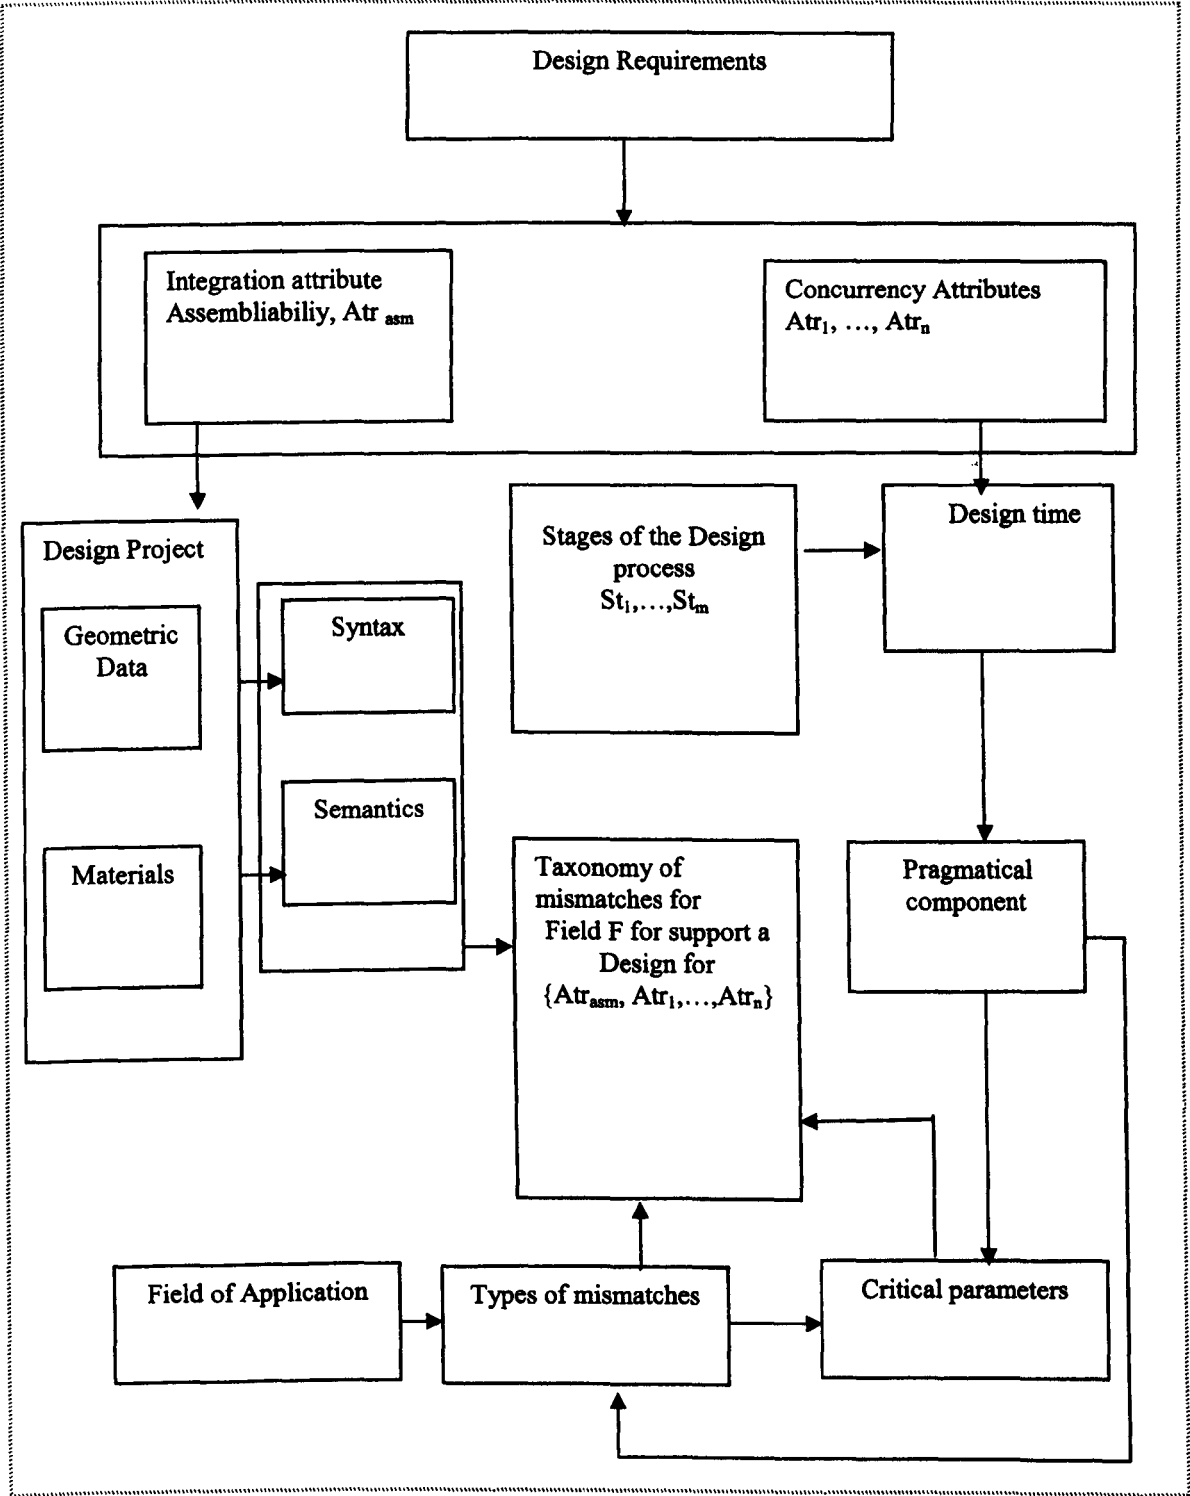 Design Requirements
Integration attribute
Assembliabiliy, Atr asm
Concurrency Attributes
Atr1, ..., Atrn
Design Project
Geometric
Data
Materials
Syntax
Semantics
Stages of the Design
process
St1,...,Stm
Design time
Taxonomy of
mismatches for
Field F for support a
Design for
{Atrasm, Atr1,...,Atrn}
Pragmatical
component
Field of Application
Types of mismatches
Critical parameters